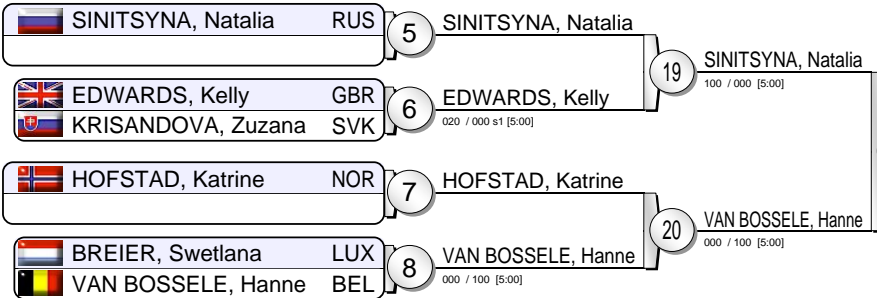 SINITSYNA, Natalia RUS
5
SINITSYNA, Natalia
EDWARDS, Kelly GBR
KRISANDOVA, Zuzana SVK
6
EDWARDS, Kelly
020 / 000 s1 [5:00]
19
SINITSYNA, Natalia
100 / 000 [5:00]
HOFSTAD, Katrine NOR
7
HOFSTAD, Katrine
BREIER, Swetlana LUX
VAN BOSSELE, Hanne BEL
8
VAN BOSSELE, Hanne
000 / 100 [5:00]
20
VAN BOSSELE, Hanne
000 / 100 [5:00]